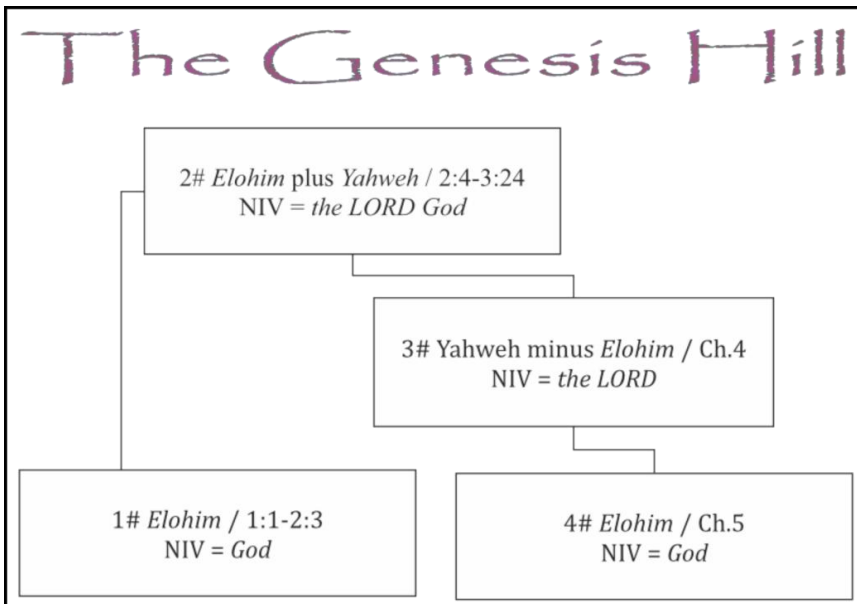 The Genesis Hill
2# Elohim plus Yahweh / 2:4-3:24
NIV = the LORD God
3# Yahweh minus Elohim / Ch.4
NIV = the LORD
1# Elohim / 1:1-2:3
NIV = God
4# Elohim / Ch.5
NIV = God